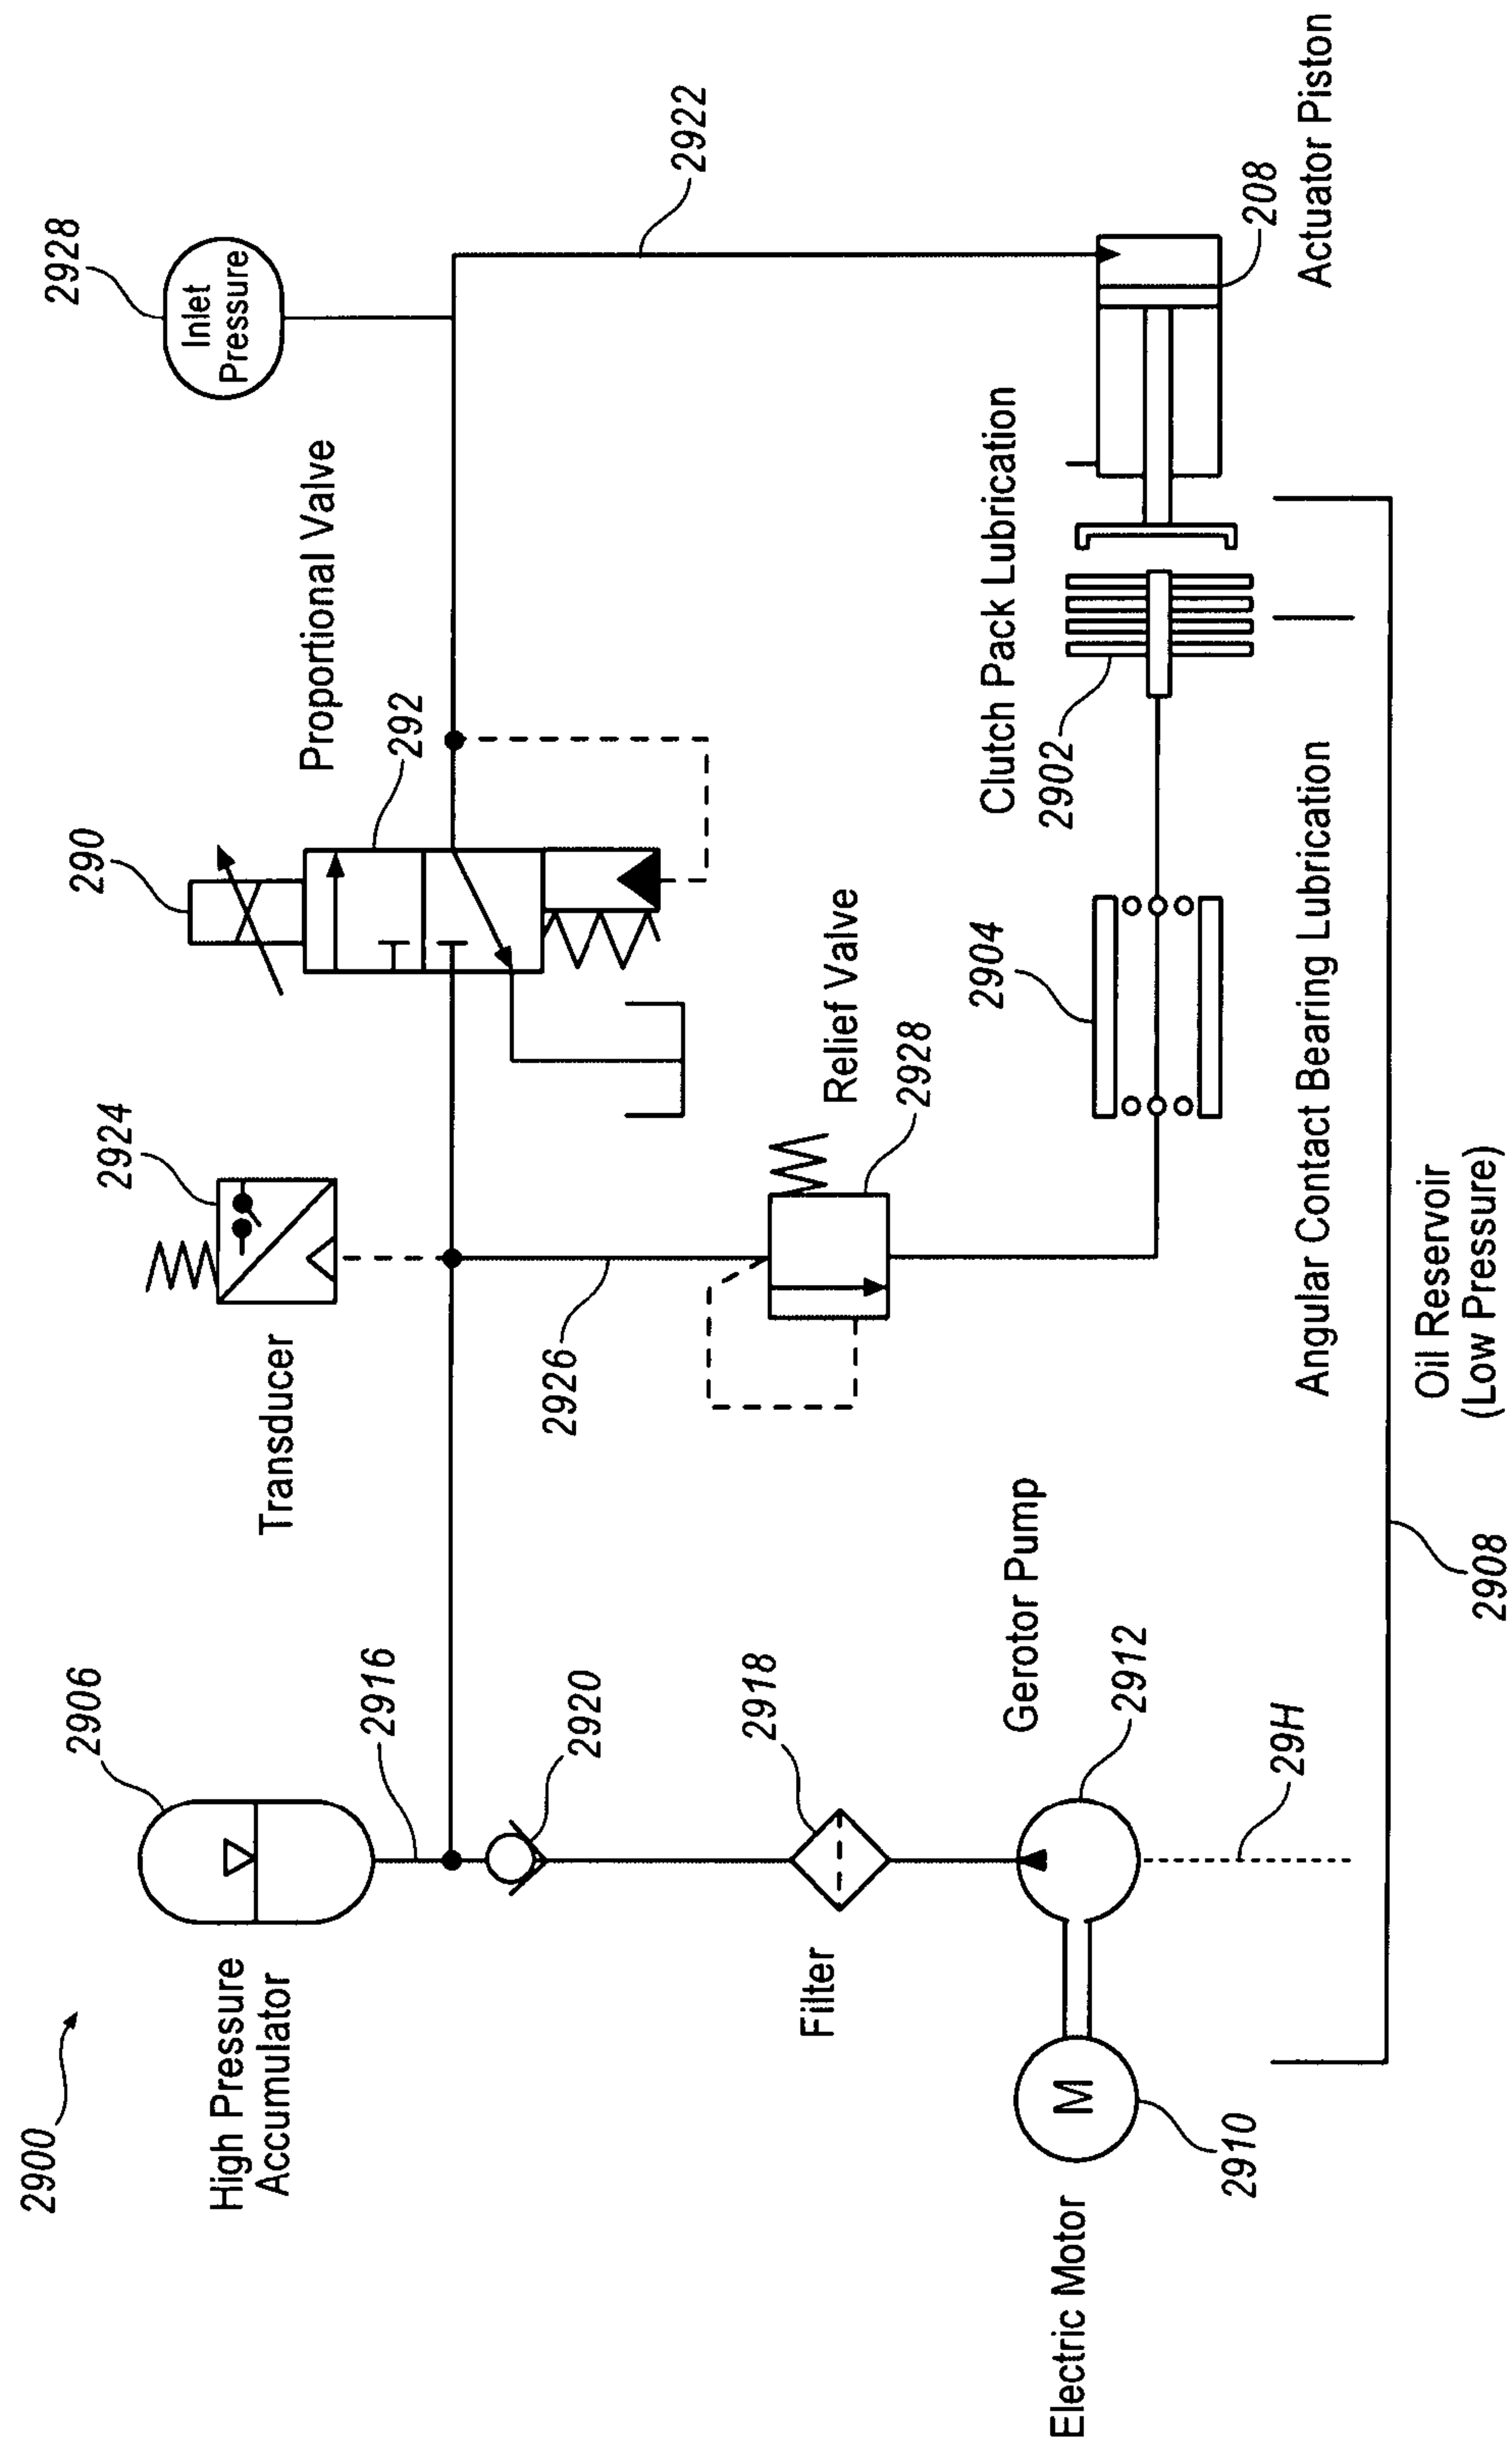 2900
High Pressure
Accumulator
2906
2916
2920
Transducer
2924
290
Proportional Valve
292
Inlet
Pressure
2928
2922
2926
Relief Valve
2928
Filter
2918
Electric Motor
2910
Gerotor Pump
2912
29H
2904
Angular Contact Bearing Lubrication
Clutch Pack Lubrication
2902
208
Actuator Piston
Oil Reservoir
(Low Pressure)
2908
M